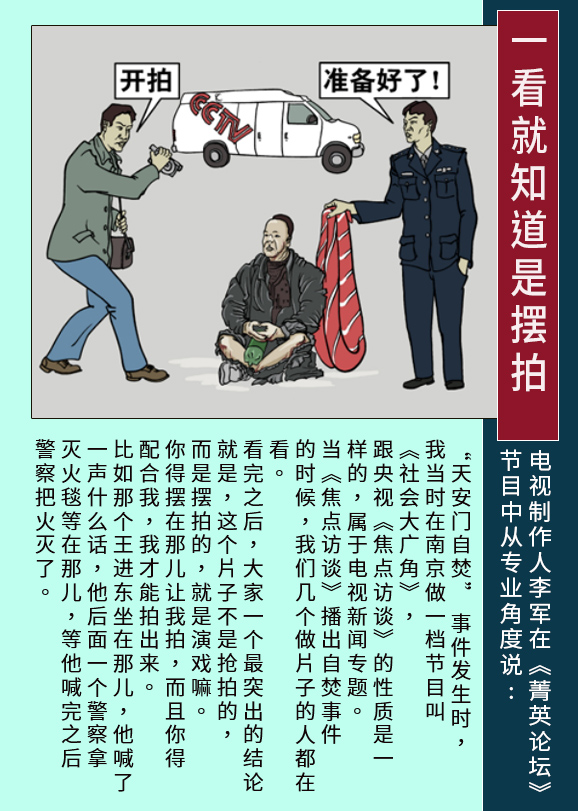 一看就知道是摆拍
电视制作人李军在《菁英论坛》
节目中从专业角度说：
开拍
准备好了！
CCTV
“天安门自焚”事件发生时，
我当时在南京做一档节目叫
《社会大广角》，
跟央视《焦点访谈》的性质是一
样的，属于电视新闻专题。
当《焦点访谈》播出自焚事件
的时候，我们几个做片子的人都在
看。
看完之后，大家一个最突出的结论
就是，这个片子不是抢拍的，
而是摆拍的，就是演戏嘛。
你得摆在那儿让我拍，而且你得
配合我，我才能拍出来。
比如那个王进东坐在那儿，他喊了
一声什么话，他后面一个警察拿
灭火毯等在那儿，等他喊完之后
警察把火灭了。